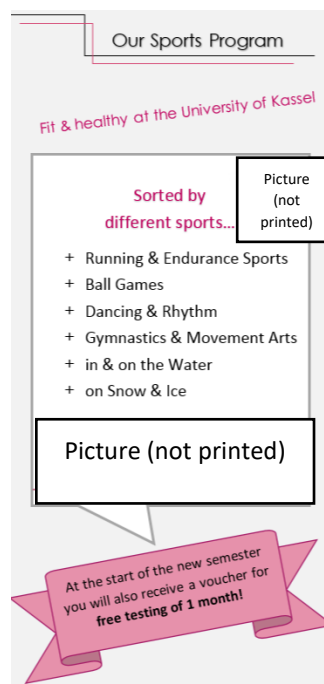 Our Sports Program
Fit & healthy at the University of Kassel
Picture
(not
printed)
Sorted by
different sports...
+ Running & Endurance Sports
+ Ball Games
+ Dancing & Rhythm
+ Gymnastics & Movement Arts
+ in & on the Water
+ on Snow & Ice
Picture (not printed)
At the start of the new semester
you will also receive a voucher for
free testing of 1 month!